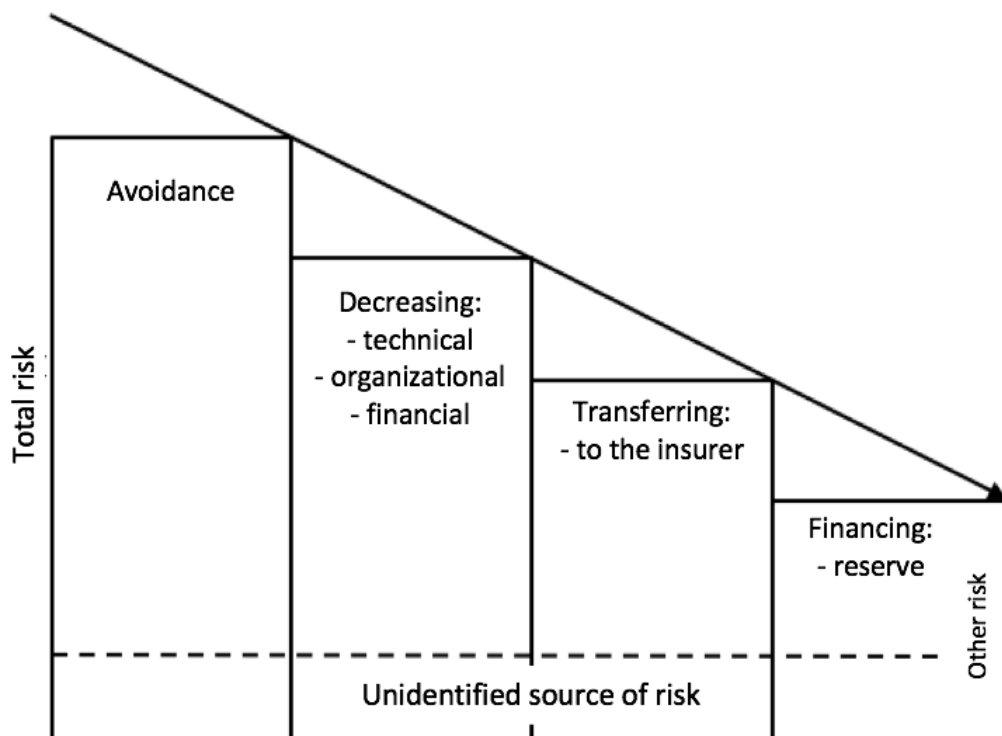 Total risk
Avoidance
Decreasing:
- technical
- organizational
- financial
Transferring:
- to the insurer
Financing:
- reserve
Other risk
Unidentified source of risk